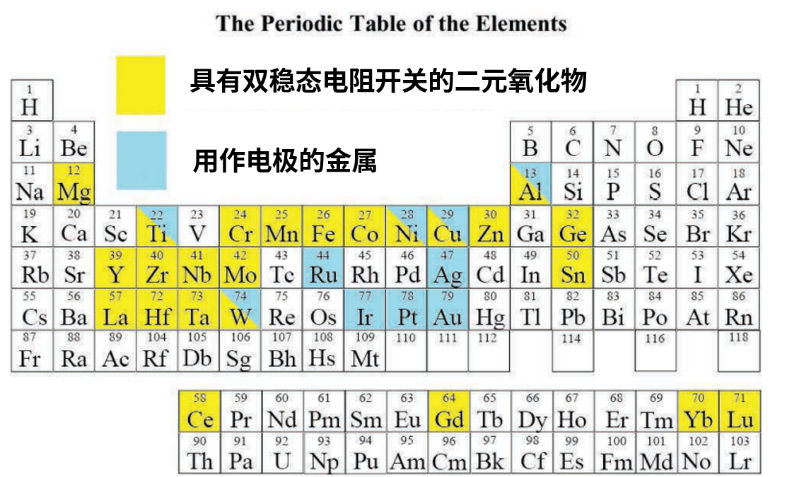 The Periodic Table of the Elements
具有双稳态电阻开关的二元氧化物
用作电极的金属
1 1 2
H H He
3 4 5 6 7 8 9 10
Li Be B C N O F Ne
11 12 13 14 15 16 17 18
Na Mg Al Si P S Cl Ar
19 20 21 22 23 24 25 26 27 28 29 30 31 32 33 34 35 36
K Ca Sc Ti V Cr Mn Fe Co Ni Cu Zn Ga Ge As Se Br Kr
37 38 39 40 41 42 43 44 45 46 47 48 49 50 51 52 53 54
Rb Sr Y Zr Nb Mo Tc Ru Rh Pd Ag Cd In Sn Sb Te I Xe
55 56 57 72 73 74 75 76 77 78 79 80 81 82 83 84 85 86
Cs Ba La Hf Ta W Re Os Ir Pt Au Hg Tl Pb Bi Po At Rn
87 88 89 104 105 106 107 108 109 110 111 112 114 116 118
Fr Ra Ac Rf Db Sg Bh Hs Mt
58 59 60 61 62 63 64 65 66 67 68 69 70 71
Ce Pr Nd Pm Sm Eu Gd Tb Dy Ho Er Tm Yb Lu
90 91 92 93 94 95 96 97 98 99 100 101 102 103
Th Pa U Np Pu Am Cm Bk Cf Es Fm Md No Lr